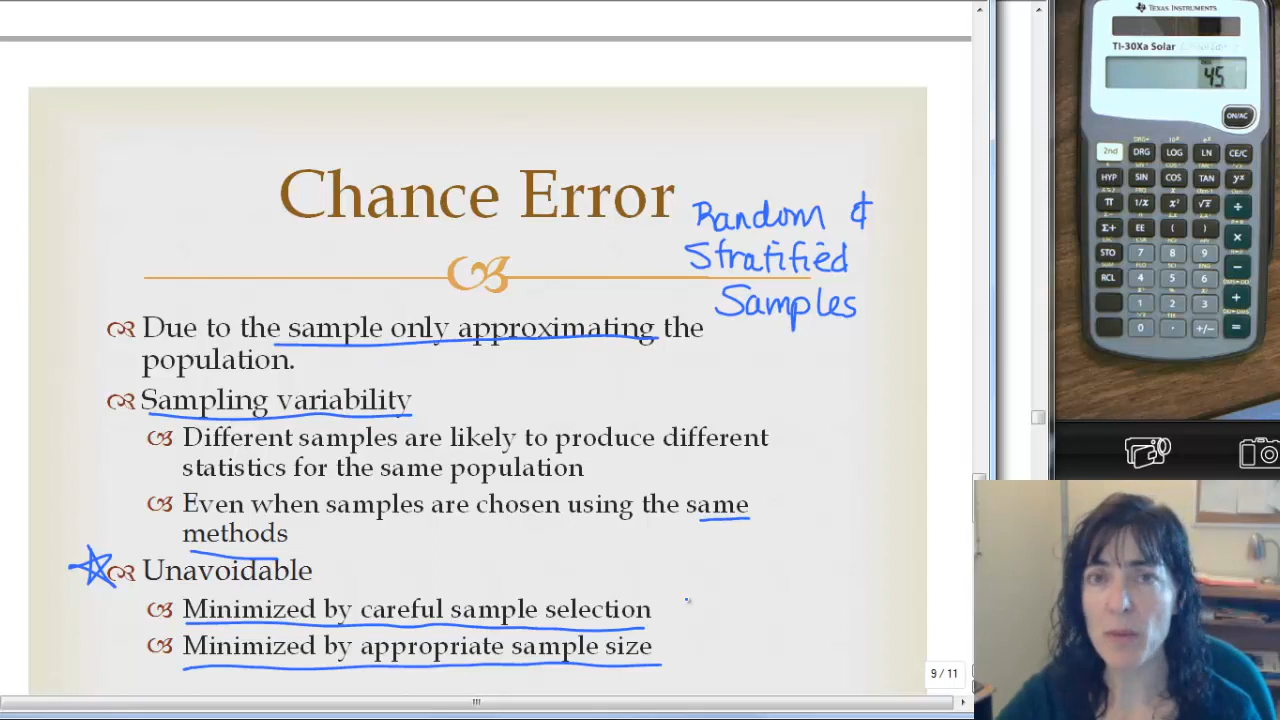 Chance Error
Random &
Stratified
Samples
Due to the sample only approximating the
population.
Sampling variability
Different samples are likely to produce different
statistics for the same population
Even when samples are chosen using the same
methods
Unavoidable
Minimized by careful sample selection
Minimized by appropriate sample size
9 / 11
TEXAS INSTRUMENTS
TI-30Xa Solar
45
ON/AC
2nd DRG LOG LN CE/C
HYP SIN COS TAN yˣ
π 1/x x² √x ÷
Σ+ EE ( ) ×
STO 7 8 9 −
RCL 4 5 6 +
1 2 3
0 . +/− =